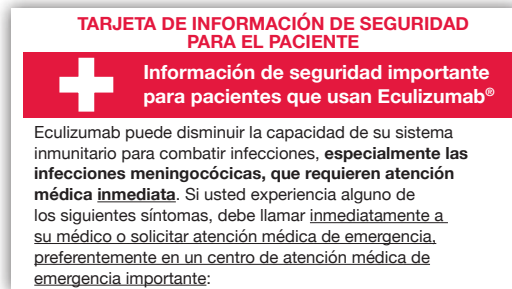 TARJETA DE INFORMACIÓN DE SEGURIDAD
PARA EL PACIENTE
Información de seguridad importante
para pacientes que usan Eculizumab®
Eculizumab puede disminuir la capacidad de su sistema
inmunitario para combatir infecciones, especialmente las
infecciones meningocócicas, que requieren atención
médica inmediata. Si usted experiencia alguno de
los siguientes síntomas, debe llamar inmediatamente a
su médico o solicitar atención médica de emergencia,
preferentemente en un centro de atención médica de
emergencia importante: